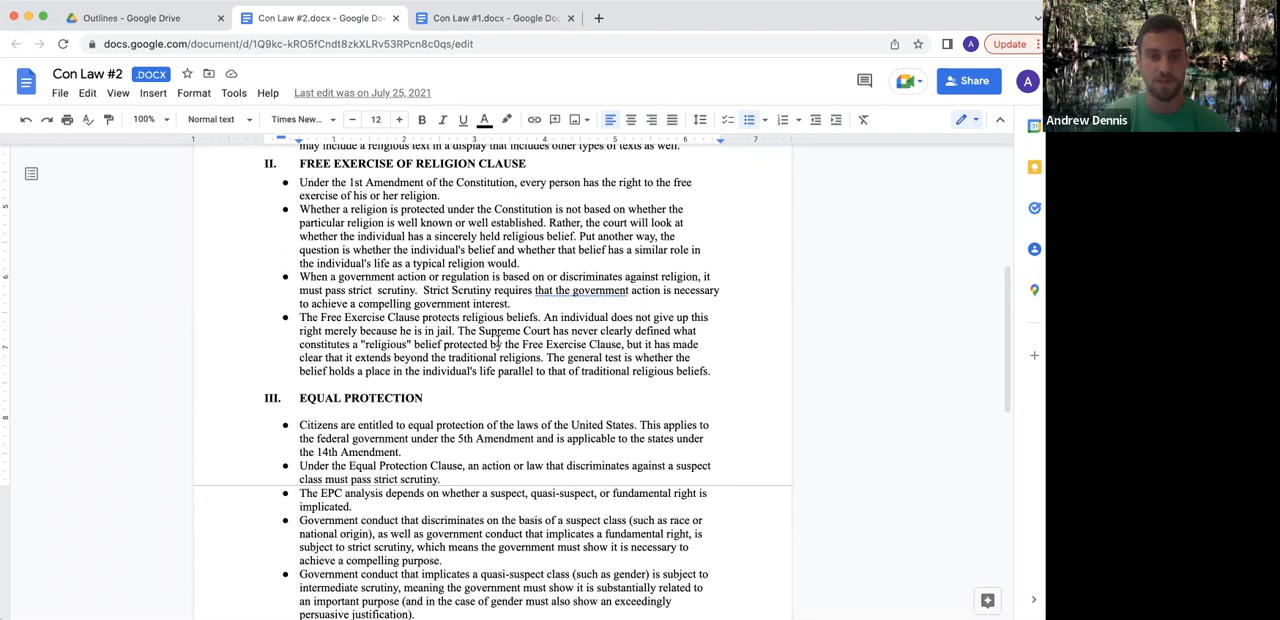 Outlines - Google Drive
Con Law #2.docx - Google Do
Con Law #1.docx - Google Do
docs.google.com/document/d/1Q9kc-kRO5fCndt8zkXLRv53RPcn8c0qs/edit
A
Update
Con Law #2
.DOCX
File Edit View Insert Format Tools Help Last edit was on July 25, 2021
Share
A
100% Normal text Times New... 12 B I U A
1 1 2 3 4 5 6 7
Andrew Dennis
may include a religious text in a display that includes other types of texts as well.
II. FREE EXERCISE OF RELIGION CLAUSE
● Under the 1st Amendment of the Constitution, every person has the right to the free
exercise of his or her religion.
● Whether a religion is protected under the Constitution is not based on whether the
particular religion is well known or well established. Rather, the court will look at
whether the individual has a sincerely held religious belief. Put another way, the
question is whether the individual's belief and whether that belief has a similar role in
the individual's life as a typical religion would.
● When a government action or regulation is based on or discriminates against religion, it
must pass strict scrutiny. Strict Scrutiny requires that the government action is necessary
to achieve a compelling government interest.
● The Free Exercise Clause protects religious beliefs. An individual does not give up this
right merely because he is in jail. The Supreme Court has never clearly defined what
constitutes a "religious" belief protected by the Free Exercise Clause, but it has made
clear that it extends beyond the traditional religions. The general test is whether the
belief holds a place in the individual's life parallel to that of traditional religious beliefs.
III. EQUAL PROTECTION
● Citizens are entitled to equal protection of the laws of the United States. This applies to
the federal government under the 5th Amendment and is applicable to the states under
the 14th Amendment.
● Under the Equal Protection Clause, an action or law that discriminates against a suspect
class must pass strict scrutiny.
● The EPC analysis depends on whether a suspect, quasi-suspect, or fundamental right is
implicated.
● Government conduct that discriminates on the basis of a suspect class (such as race or
national origin), as well as government conduct that implicates a fundamental right, is
subject to strict scrutiny, which means the government must show it is necessary to
achieve a compelling purpose.
● Government conduct that implicates a quasi-suspect class (such as gender) is subject to
intermediate scrutiny, meaning the government must show it is substantially related to
an important purpose (and in the case of gender must also show an exceedingly
persuasive justification).
5
6
7
8